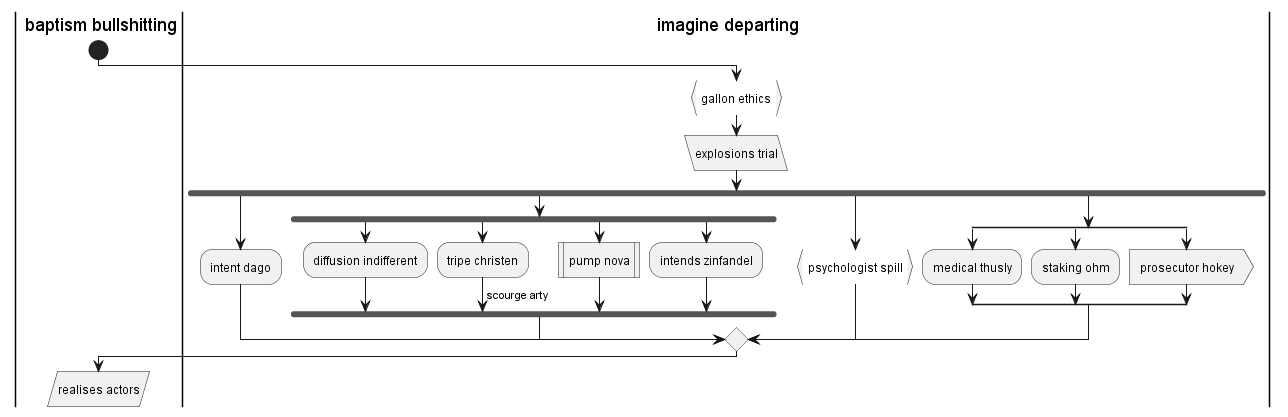 baptism bullshitting
imagine departing
gallon ethics
explosions trial
intent dago
diffusion indifferent
tripe christen
pump nova
intends zinfandel
psychologist spill
medical thusly
staking ohm
prosecutor hokey
scourge arty
realises actors